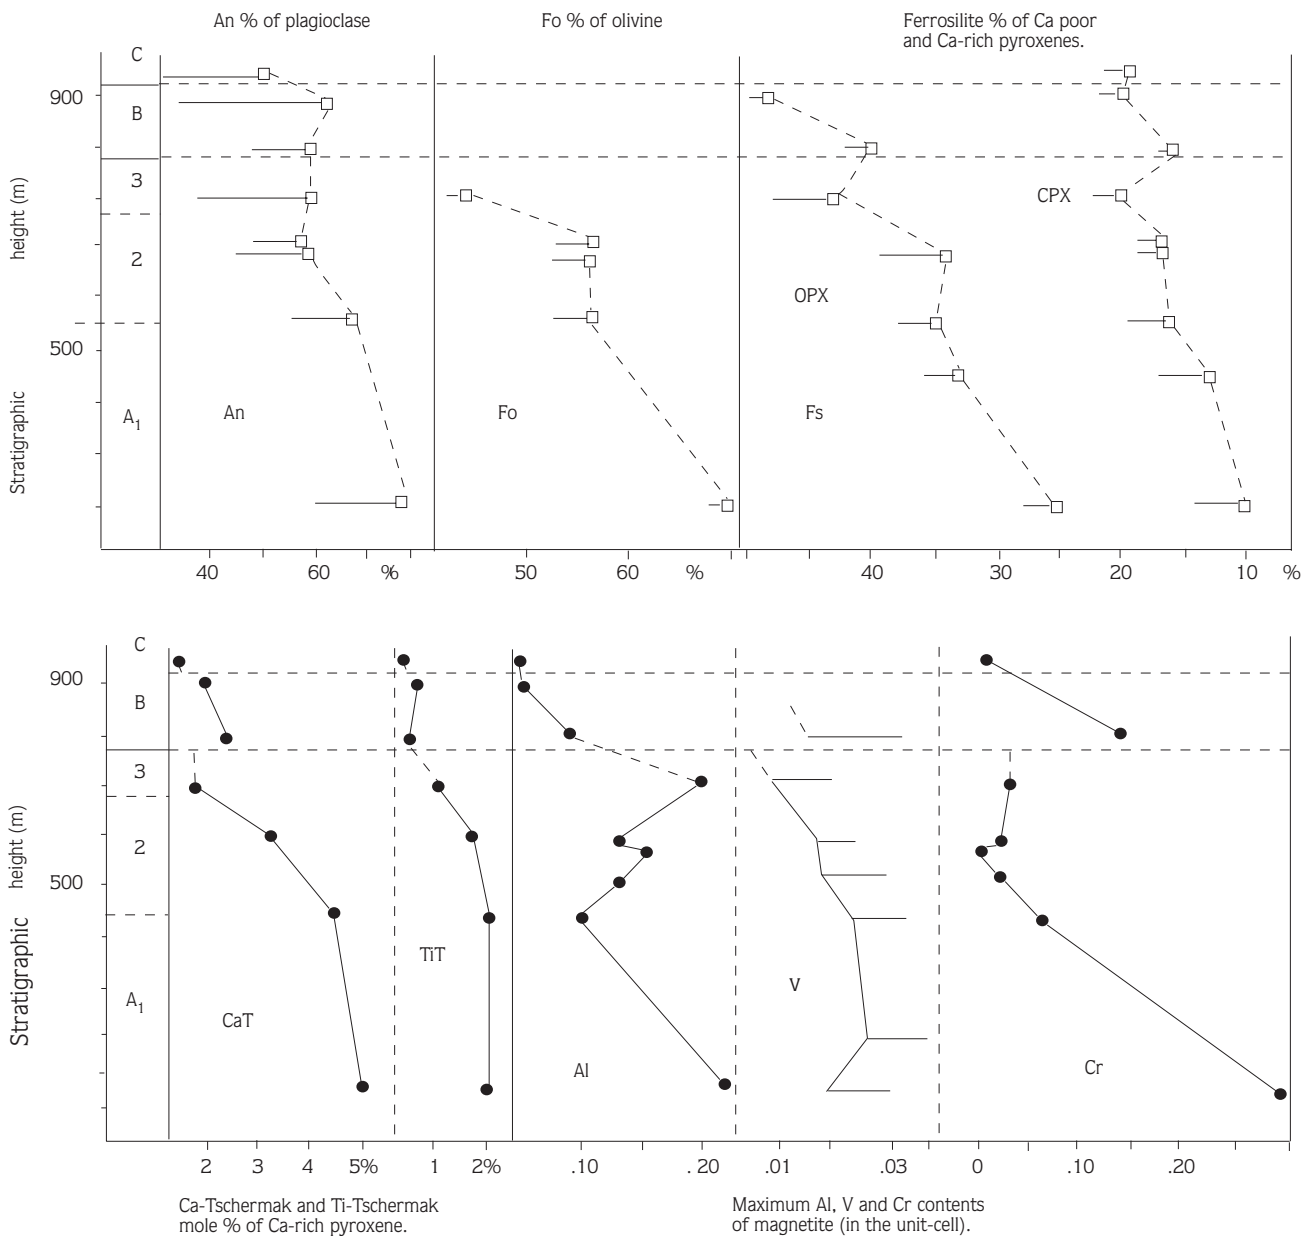 An % of plagioclase
Fo % of olivine
Ferrosilite % of Ca poor
and Ca-rich pyroxenes.
C
900
B
3
CPX
height (m)
2
OPX
500
Stratigraphic
A1
An
Fo
Fs
40 60 %
50 60 %
40 30 20 10 %
C
900
B
3
height (m)
2
500
Stratigraphic
TiT
V
A1
CaT
Al
Cr
2 3 4 5%
1 2%
.10 .20
.01 .03
0 .10 .20
Ca-Tschermak and Ti-Tschermak
mole % of Ca-rich pyroxene.
Maximum Al, V and Cr contents
of magnetite (in the unit-cell).